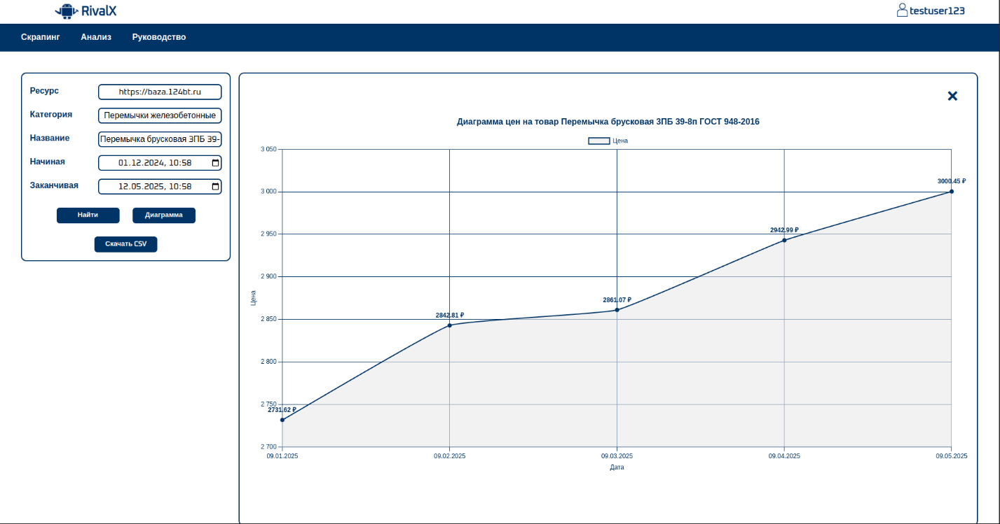 RivalX
testuser123
Скрапинг Анализ Руководство
Ресурс https://baza.124bt.ru
Категория Перемычки железобетонные
Название Перемычка брусковая 3ПБ 39-
Начиная 01.12.2024, 10:58
Заканчивая 12.05.2025, 10:58
Найти Диаграмма
Скачать CSV
Диаграмма цен на товар Перемычка брусковая 3ПБ 39-8п ГОСТ 948-2016
Цена
3 050
3000.45 ₽
3 000
2 950
2942.99 ₽
2 900
2861.07 ₽
2842.81 ₽
2 850
2 800
2 750
2731.62 ₽
2 700
Цена
09.01.2025 09.02.2025 09.03.2025 09.04.2025 09.05.2025
Дата